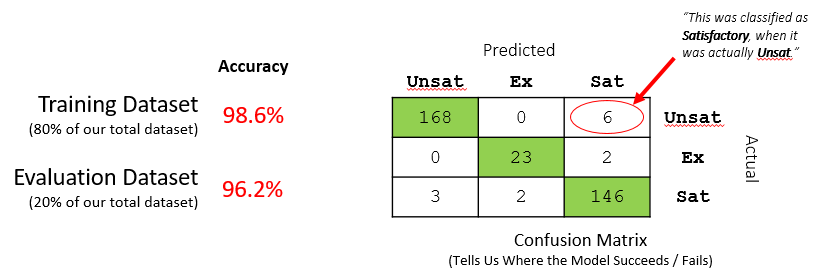 “This was classified as
Satisfactory, when it
was actually Unsat.”
Predicted
Accuracy
Unsat Ex Sat
Training Dataset
(80% of our total dataset)
98.6%
168 0 6 Unsat
0 23 2 Ex
3 2 146 Sat
Actual
Evaluation Dataset
(20% of our total dataset)
96.2%
Confusion Matrix
(Tells Us Where the Model Succeeds / Fails)